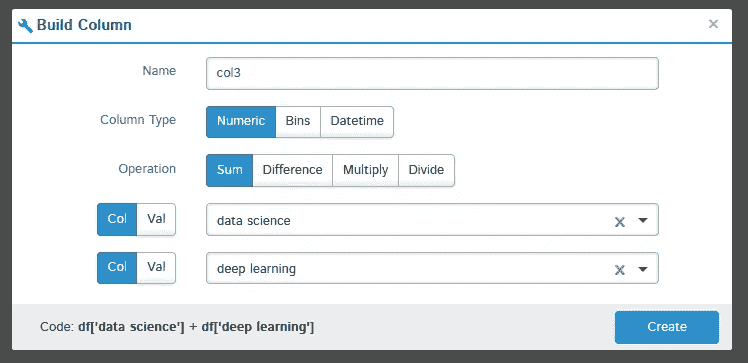 Build Column
×
Name
col3
Column Type
Numeric Bins Datetime
Operation
Sum Difference Multiply Divide
Col Val
data science
Col Val
deep learning
Code: df['data science'] + df['deep learning']
Create